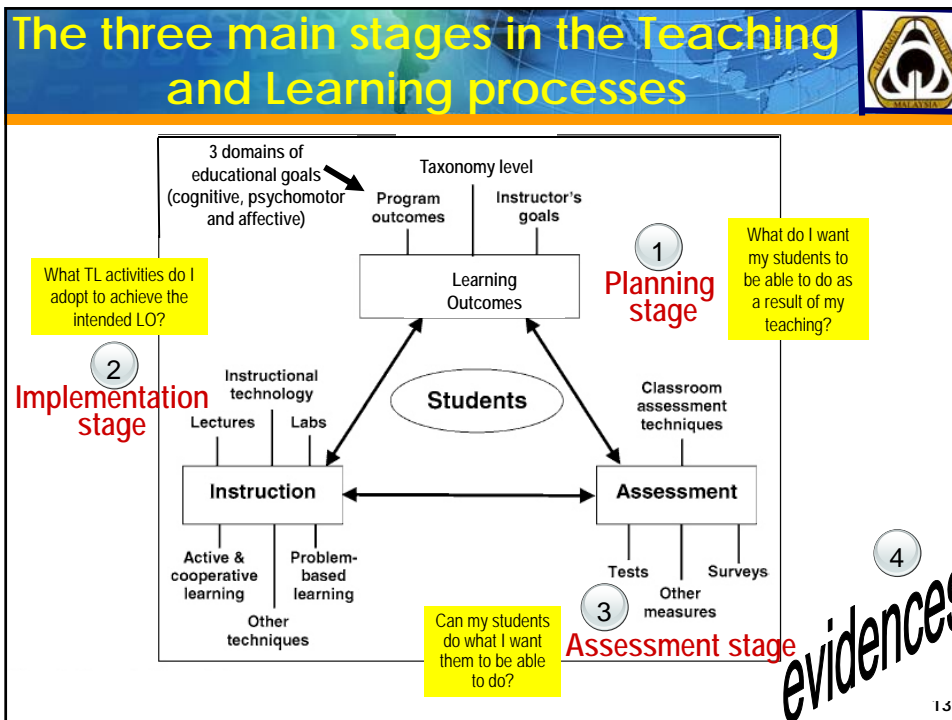 The three main stages in the Teaching
and Learning processes
MALAYSIA
3 domains of
educational goals
(cognitive, psychomotor
and affective)
Taxonomy level
Program
outcomes
Instructor's
goals
Learning
Outcomes
1
Planning
stage
What do I want
my students to
be able to do as
a result of my
teaching?
What TL activities do I
adopt to achieve the
intended LO?
2
Implementation
stage
Instructional
technology
Lectures
Labs
Students
Classroom
assessment
techniques
Instruction
Assessment
Active &
cooperative
learning
Problem-
based
learning
Other
techniques
Tests
Other
measures
Surveys
3
Assessment stage
Can my students
do what I want
them to be able
to do?
4
evidences
13